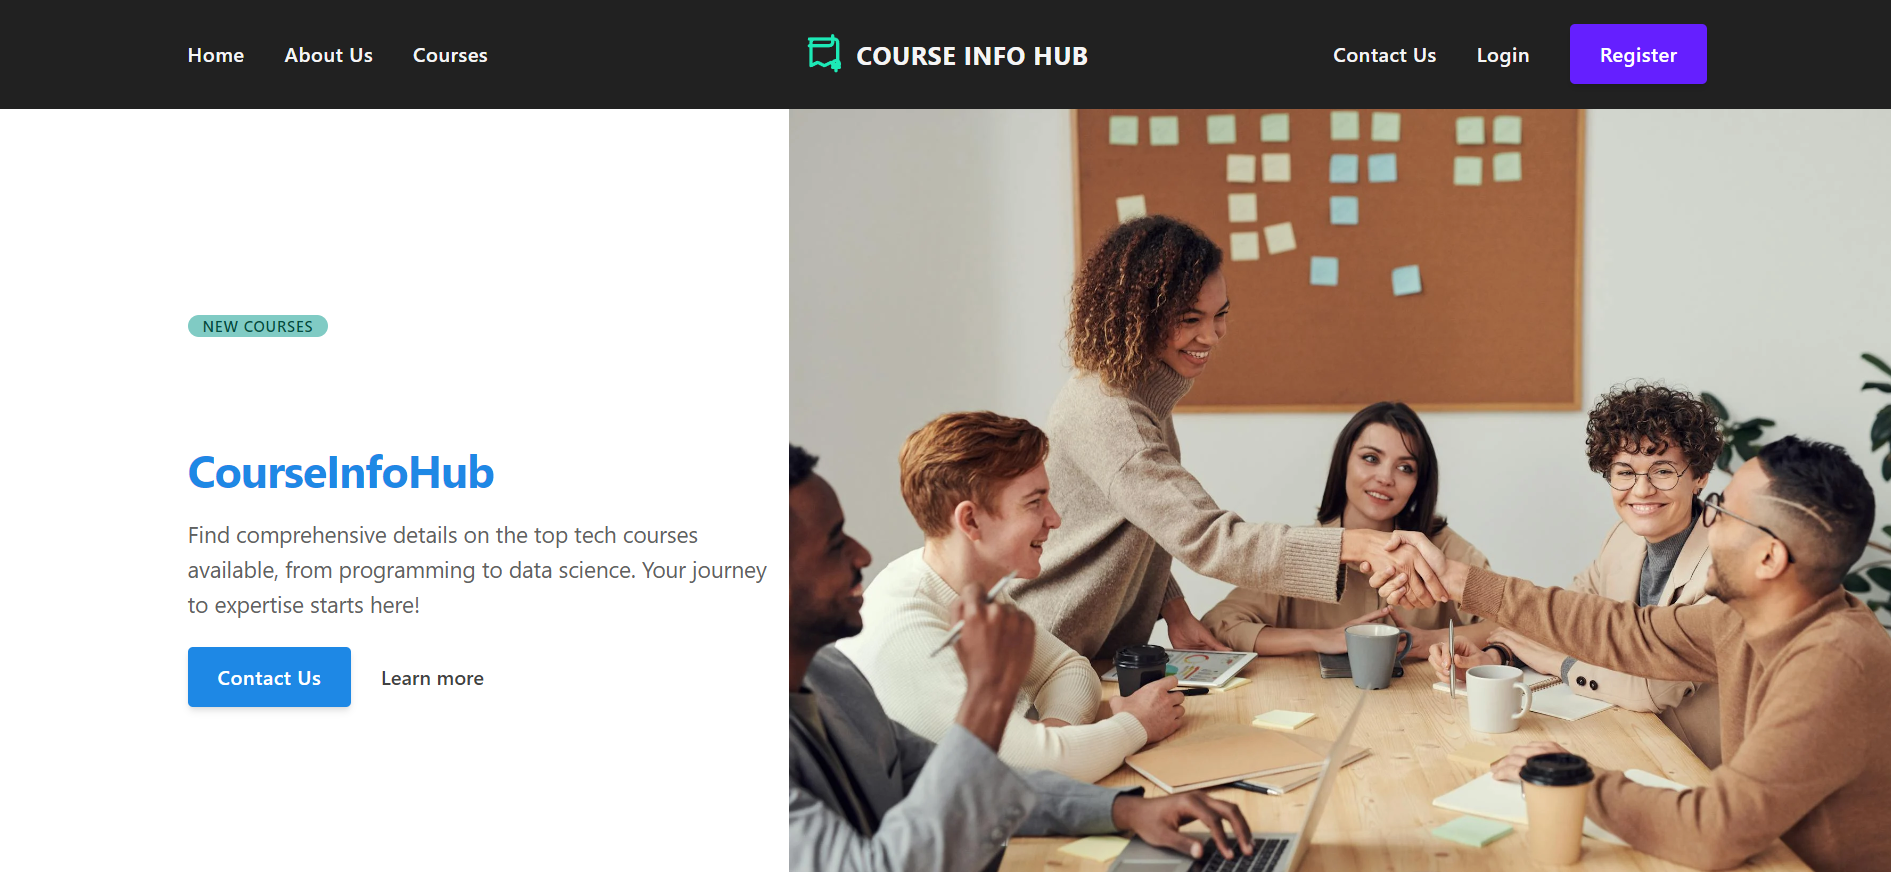 Home About Us Courses COURSE INFO HUB Contact Us Login Register
NEW COURSES
CourseInfoHub
Find comprehensive details on the top tech courses
available, from programming to data science. Your journey
to expertise starts here!
Contact Us Learn more